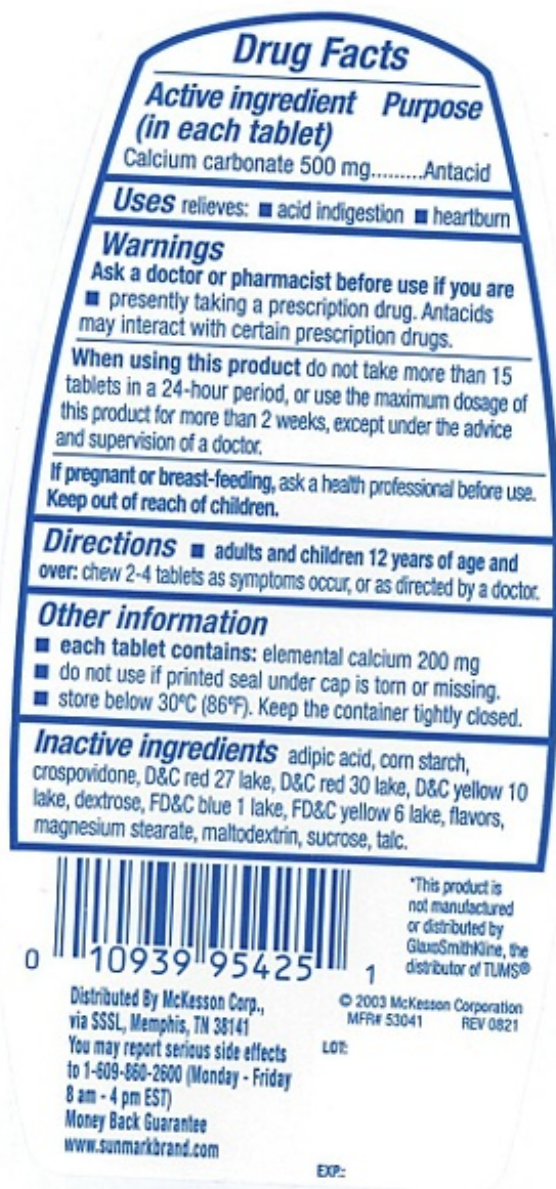 Drug Facts
Active ingredient Purpose
(in each tablet)
Calcium carbonate 500 mg.........Antacid
Uses relieves: ■ acid indigestion ■ heartburn
Warnings
Ask a doctor or pharmacist before use if you are
■ presently taking a prescription drug. Antacids
may interact with certain prescription drugs.
When using this product do not take more than 15
tablets in a 24-hour period, or use the maximum dosage of
this product for more than 2 weeks, except under the advice
and supervision of a doctor.
If pregnant or breast-feeding, ask a health professional before use.
Keep out of reach of children.
Directions ■ adults and children 12 years of age and
over: chew 2-4 tablets as symptoms occur, or as directed by a doctor.
Other information
■ each tablet contains: elemental calcium 200 mg
■ do not use if printed seal under cap is torn or missing.
■ store below 30ºC (86ºF). Keep the container tightly closed.
Inactive ingredients adipic acid, corn starch,
crospovidone, D&C red 27 lake, D&C red 30 lake, D&C yellow 10
lake, dextrose, FD&C blue 1 lake, FD&C yellow 6 lake, flavors,
magnesium stearate, maltodextrin, sucrose, talc.
0 10939 95425 1
*This product is
not manufactured
or distributed by
GlaxoSmithKline, the
distributor of TUMS®
Distributed By McKesson Corp.,
via SSSL, Memphis, TN 38141
You may report serious side effects
to 1-609-860-2600 (Monday - Friday
8 am - 4 pm EST)
Money Back Guarantee
www.sunmarkbrand.com
© 2003 McKesson Corporation
MFR# 53041 REV 0821
LOT:
EXP.: